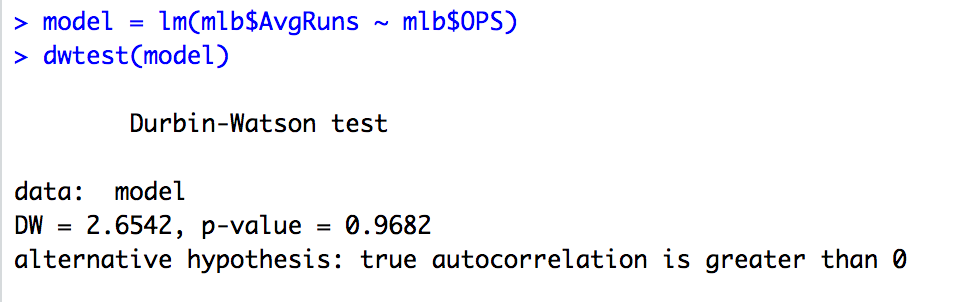 > model = lm(mlb$AvgRuns ~ mlb$OPS)
> dwtest(model)
Durbin-Watson test
data:  model
DW = 2.6542, p-value = 0.9682
alternative hypothesis: true autocorrelation is greater than 0